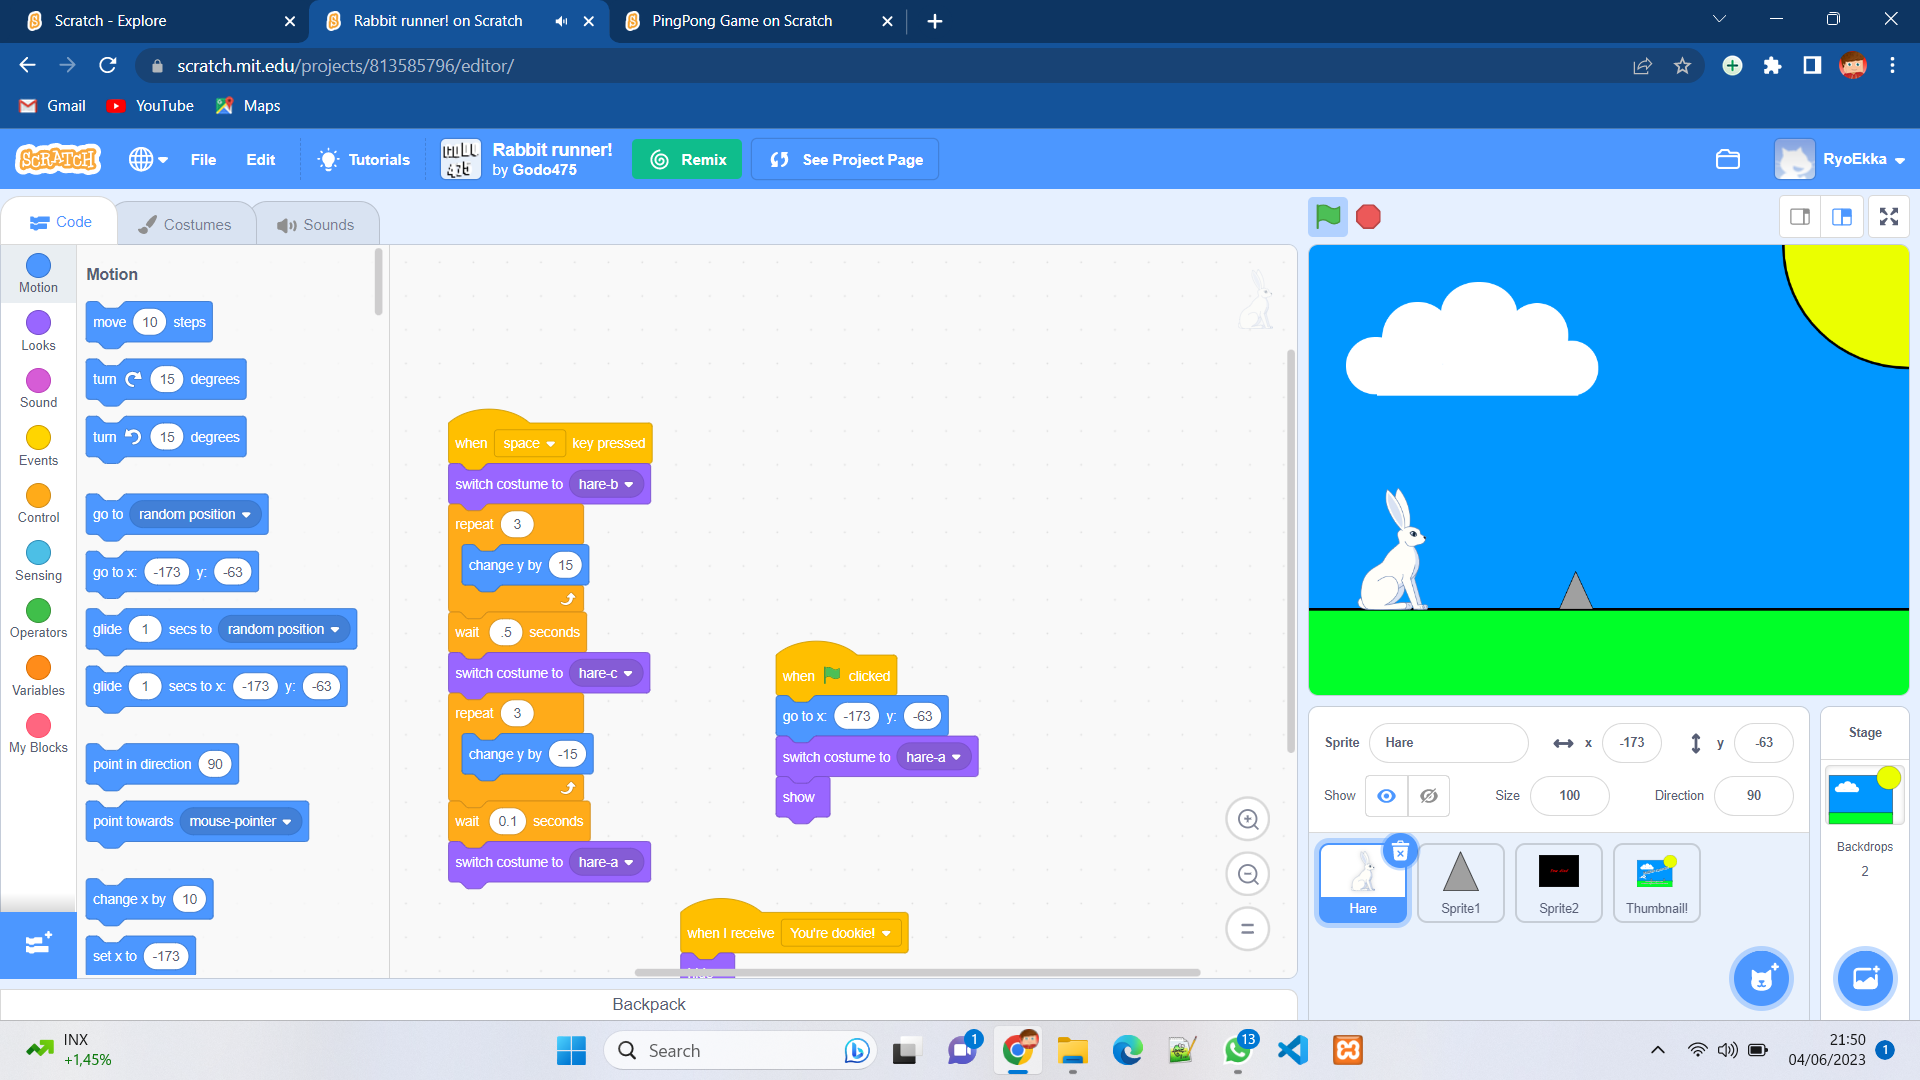 Scratch - Explore
Rabbit runner! on Scratch
PingPong Game on Scratch
scratch.mit.edu/projects/813585796/editor/
Gmail
YouTube
Maps
SCRATCH
File
Edit
Tutorials
Rabbit runner!
by Godo475
Remix
See Project Page
RyoEkka
Code
Costumes
Sounds
Motion
Looks
Sound
Events
Control
Sensing
Operators
Variables
My Blocks
Motion
move 10 steps
turn 15 degrees
turn 15 degrees
go to random position
go to x: -173 y: -63
glide 1 secs to random position
glide 1 secs to x: -173 y: -63
point in direction 90
point towards mouse-pointer
change x by 10
set x to -173
when space key pressed
switch costume to hare-b
repeat 3
change y by 15
wait .5 seconds
switch costume to hare-c
repeat 3
change y by -15
wait 0.1 seconds
switch costume to hare-a
when clicked
go to x: -173 y: -63
switch costume to hare-a
show
when I receive You're dookie!
Backpack
Sprite Hare x -173 y -63
Show Size 100 Direction 90
Hare
Sprite1
Sprite2
Thumbnail!
Stage
Backdrops
2
INX
+1,45%
Search
1
13
21:50
04/06/2023
1